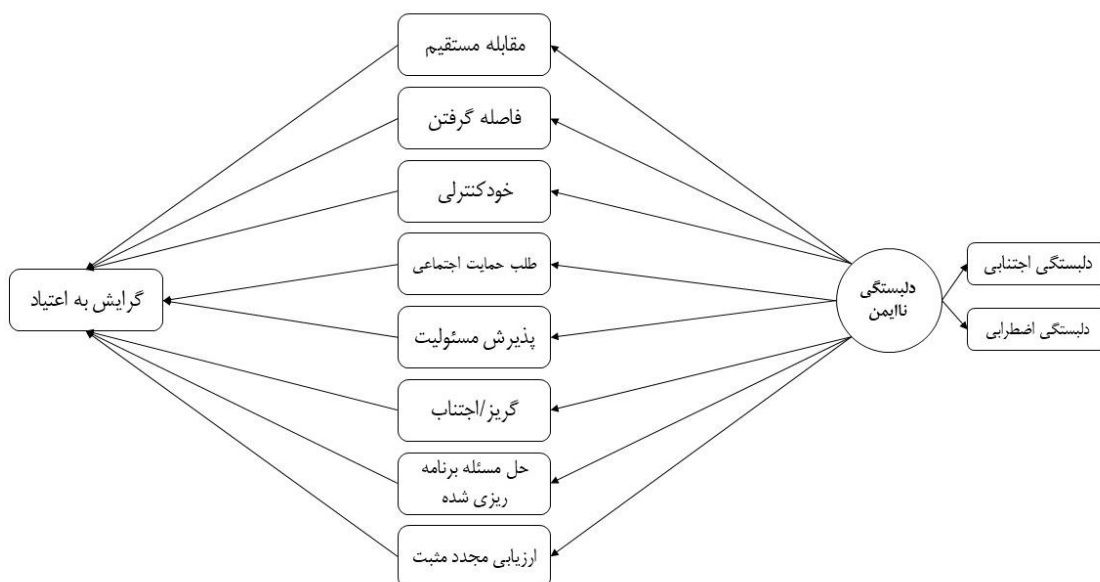 مقابله مستقیم
فاصله گرفتن
خودکنترلی
طلب حمایت اجتماعی
پذیرش مسئولیت
گریز/اجتناب
حل مسئله برنامه
ریزی شده
ارزیابی مجدد مثبت
دلبستگی اجتنابی
دلبستگی اضطرابی
دلبستگی
ناایمن
گرایش به اعتیاد